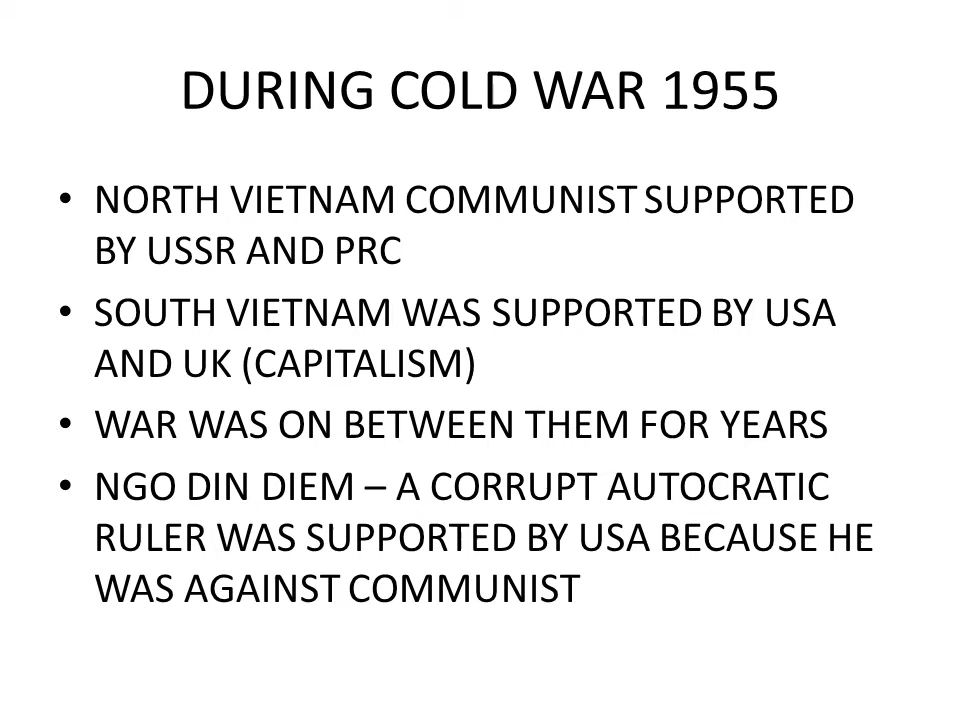 DURING COLD WAR 1955
• NORTH VIETNAM COMMUNIST SUPPORTED
BY USSR AND PRC
• SOUTH VIETNAM WAS SUPPORTED BY USA
AND UK (CAPITALISM)
• WAR WAS ON BETWEEN THEM FOR YEARS
• NGO DIN DIEM – A CORRUPT AUTOCRATIC
RULER WAS SUPPORTED BY USA BECAUSE HE
WAS AGAINST COMMUNIST